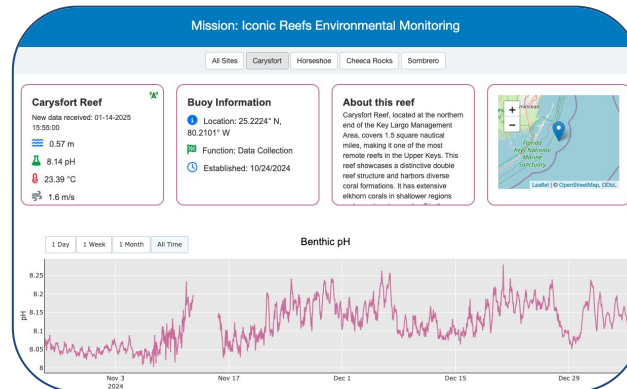 Mission: Iconic Reefs Environmental Monitoring
All Sites Carysfort Horseshoe Cheeca Rocks Sombrero
Carysfort Reef
New data received: 01-14-2025
15:55:00
0.57 m
8.14 pH
23.39 °C
1.6 m/s
Buoy Information
Location: 25.2224° N,
80.2101° W
Function: Data Collection
Established: 10/24/2024
About this reef
Carysfort Reef, located at the northern
end of the Key Largo Management
Area, covers 1.5 square nautical
miles, making it one of the most
remote reefs in the Upper Keys. This
reef showcases a distinctive double
reef structure and harbors diverse
coral formations. It has extensive
elkhorn corals in shallower regions
+
−
mestead
Florida
Keys National
Marine
Sanctuary
Leaflet | © OpenStreetMap, ODbL
1 Day 1 Week 1 Month All Time
Benthic pH
pH
8.25
8.2
8.15
8.1
8.05
8
Nov 3
2024
Nov 17
Dec 1
Dec 15
Dec 29